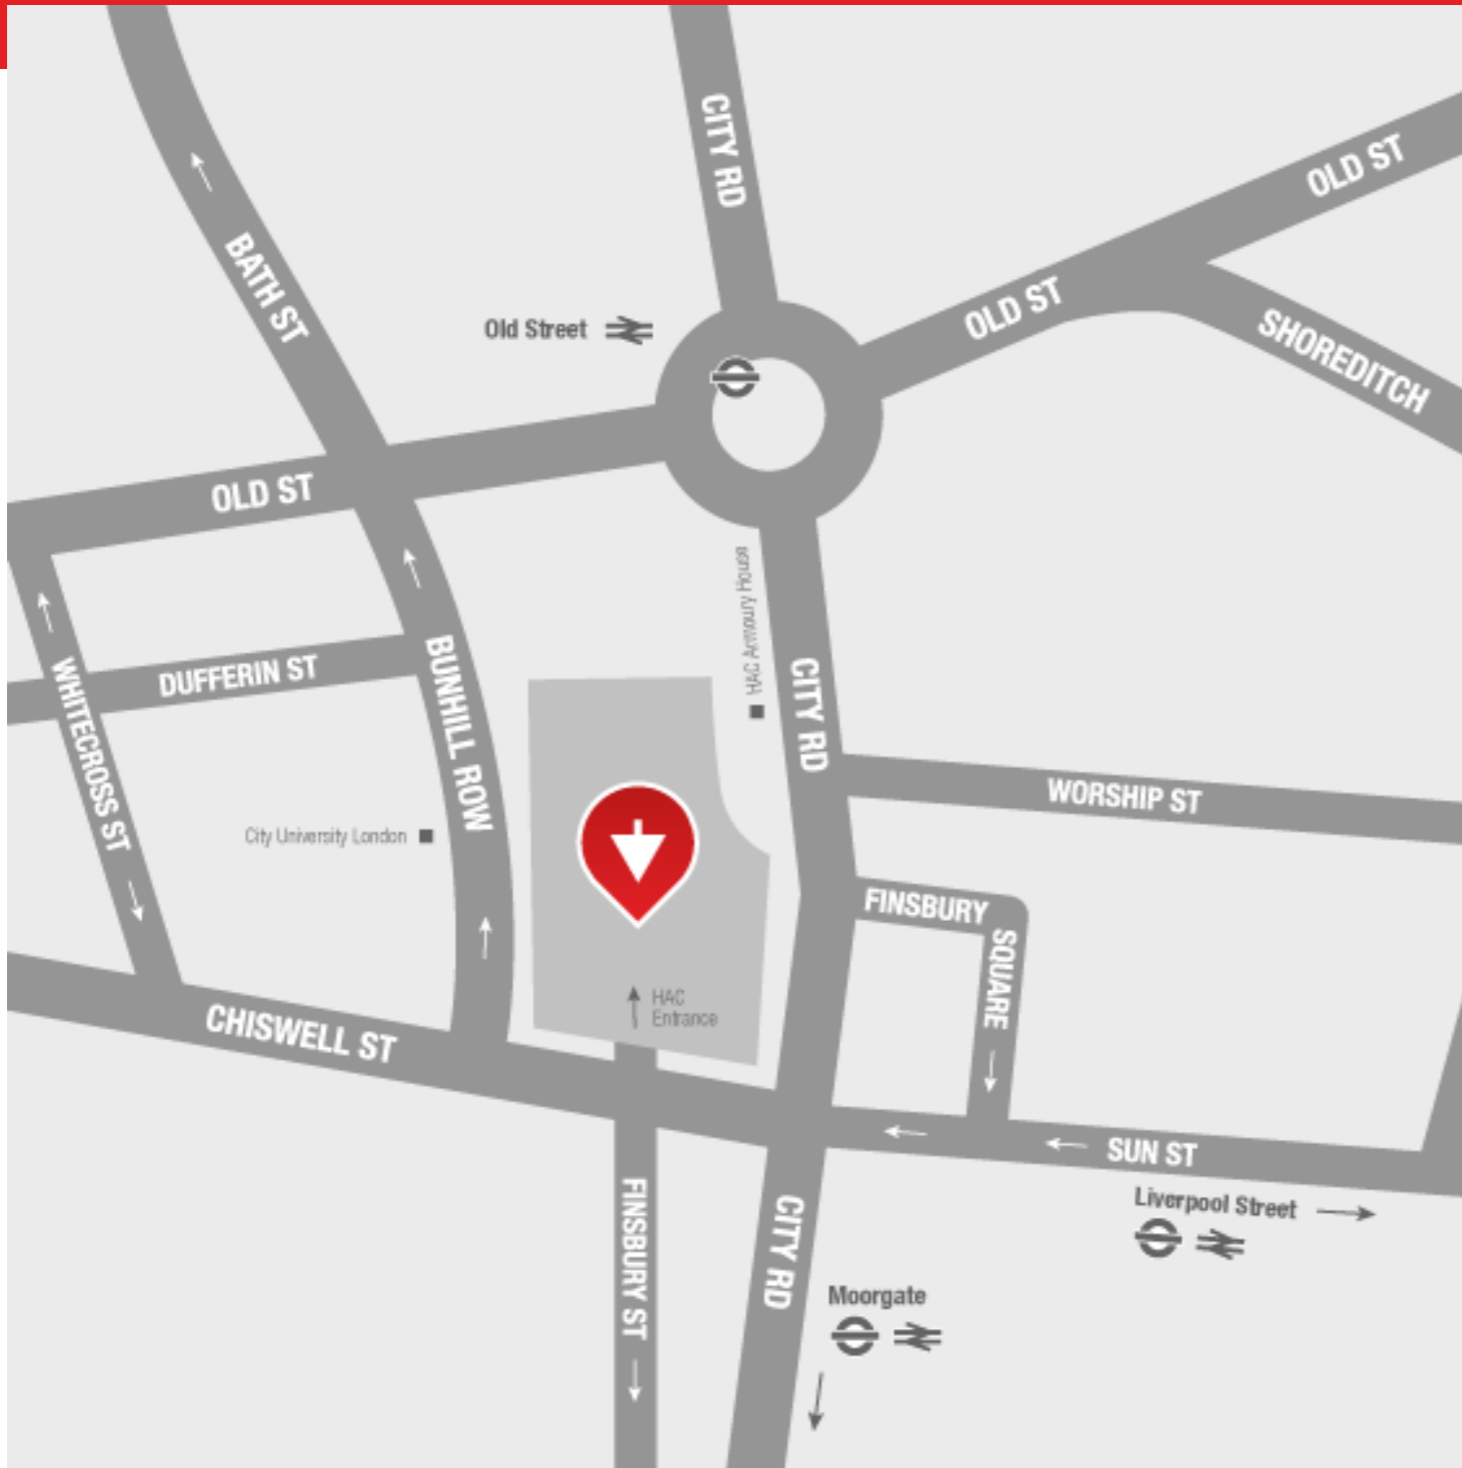 CITY RD
OLD ST
BATH ST
OLD ST
SHOREDITCH
Old Street
OLD ST
HAC Armoury House
DUFFERIN ST
BUNHILL ROW
WHITECROSS ST
CITY RD
WORSHIP ST
City University London
FINSBURY
SQUARE
HAC
Entrance
CHISWELL ST
SUN ST
Liverpool Street
FINSBURY ST
CITY RD
Moorgate